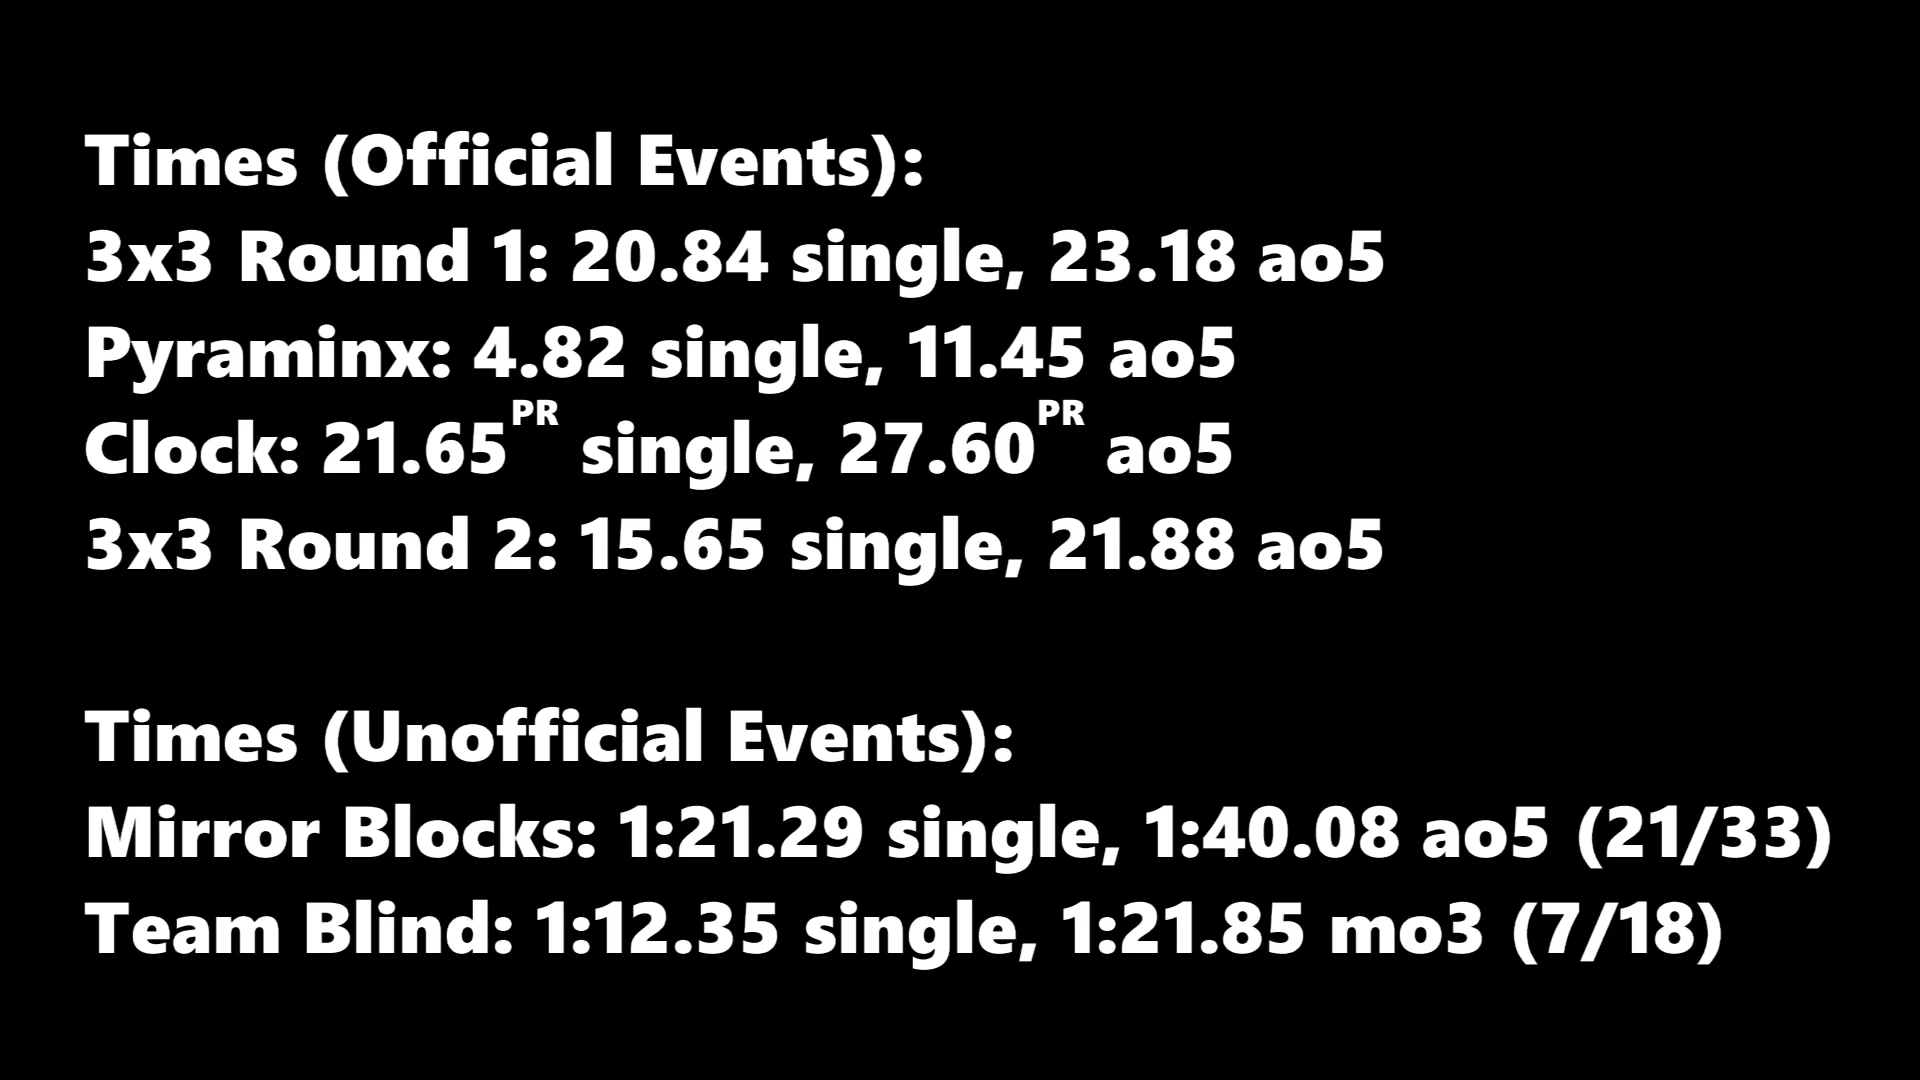 Times (Official Events):
3x3 Round 1: 20.84 single, 23.18 ao5
Pyraminx: 4.82 single, 11.45 ao5
Clock: 21.65PR single, 27.60PR ao5
3x3 Round 2: 15.65 single, 21.88 ao5
Times (Unofficial Events):
Mirror Blocks: 1:21.29 single, 1:40.08 ao5 (21/33)
Team Blind: 1:12.35 single, 1:21.85 mo3 (7/18)